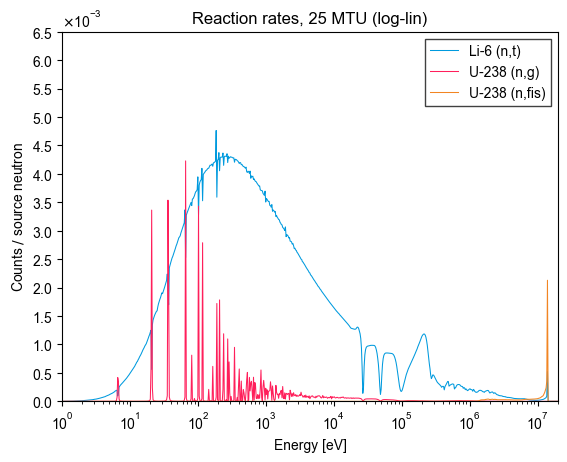 Reaction rates, 25 MTU (log-lin)
×10⁻³
6.5
6.0
5.5
5.0
4.5
4.0
3.5
3.0
2.5
2.0
1.5
1.0
0.5
0.0
Counts / source neutron
Li-6 (n,t)
U-238 (n,g)
U-238 (n,fis)
10⁰ 10¹ 10² 10³ 10⁴ 10⁵ 10⁶ 10⁷
Energy [eV]